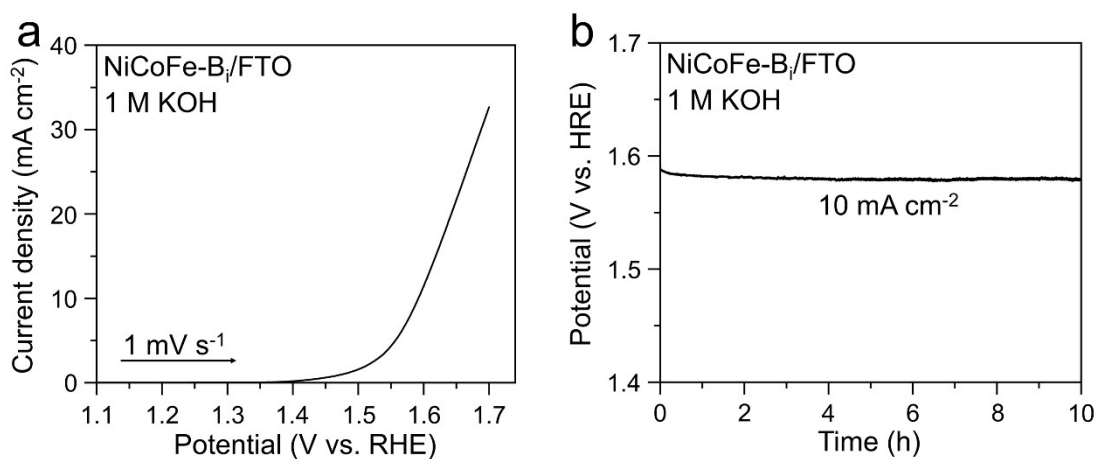 a
NiCoFe-Bᵢ/FTO
1 M KOH
1 mV s⁻¹
Current density (mA cm⁻²)
40
30
20
10
0
1.1 1.2 1.3 1.4 1.5 1.6 1.7
Potential (V vs. RHE)
b
NiCoFe-Bᵢ/FTO
1 M KOH
10 mA cm⁻²
Potential (V vs. HRE)
1.7
1.6
1.5
1.4
0 2 4 6 8 10
Time (h)